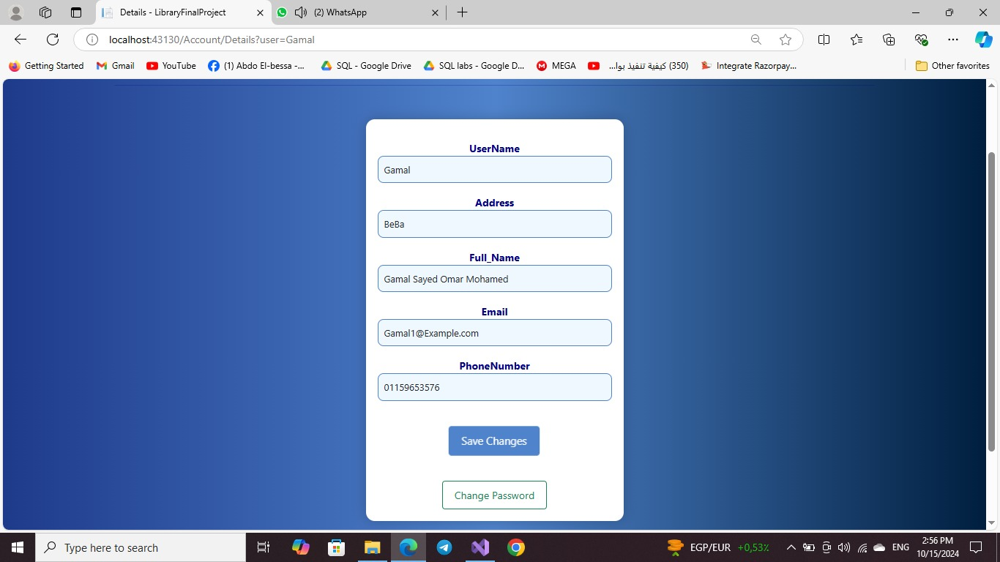 Details - LibraryFinalProject
(2) WhatsApp
localhost:43130/Account/Details?user=Gamal
Getting Started
Gmail
YouTube
(1) Abdo El-bessa -...
SQL - Google Drive
SQL labs - Google D...
MEGA
(350) كيفية تنفيذ بوا...
Integrate Razorpay...
Other favorites
UserName
Gamal
Address
BeBa
Full_Name
Gamal Sayed Omar Mohamed
Email
Gamal1@Example.com
PhoneNumber
01159653576
Save Changes
Change Password
Type here to search
EGP/EUR +0,53%
ENG
2:56 PM
10/15/2024